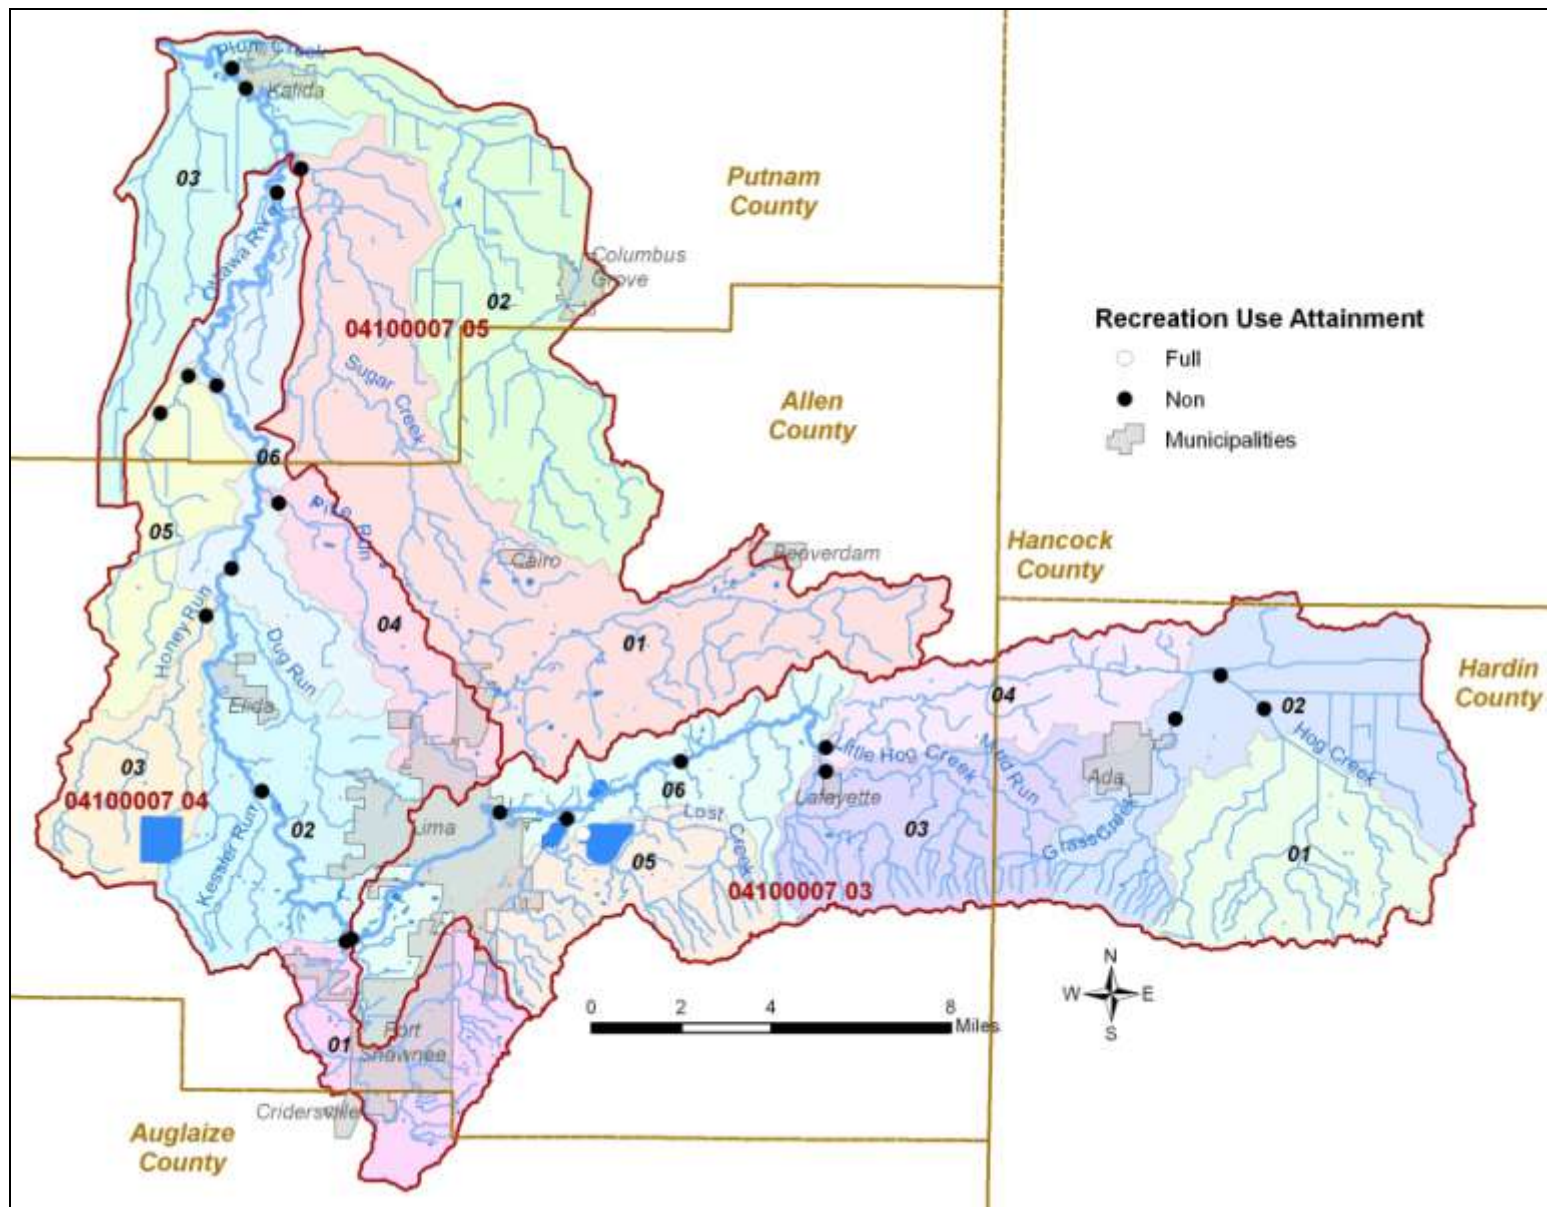 Plum Creek
Kalida
03
Putnam
County
Columbus
Grove
Ottawa Rv
02
04100007 05
Recreation Use Attainment
Full
Non
Municipalities
Sugar Creek
Allen
County
06
05
Pike Run
Cairo
Beaverdam
Hancock
County
Honey Run
04
01
Dug Run
Hardin
County
Elida
04
02
Hog Creek
Little Hog Creek
Mud Run
Ada
03
04100007 04
Lafayette
06
Lost Creek
Lima
02
03
Grass Creek
01
Kessler Run
05
04100007 03
N
W E
S
0 2 4 8
Miles
01
Fort
Shawnee
Cridersville
Auglaize
County